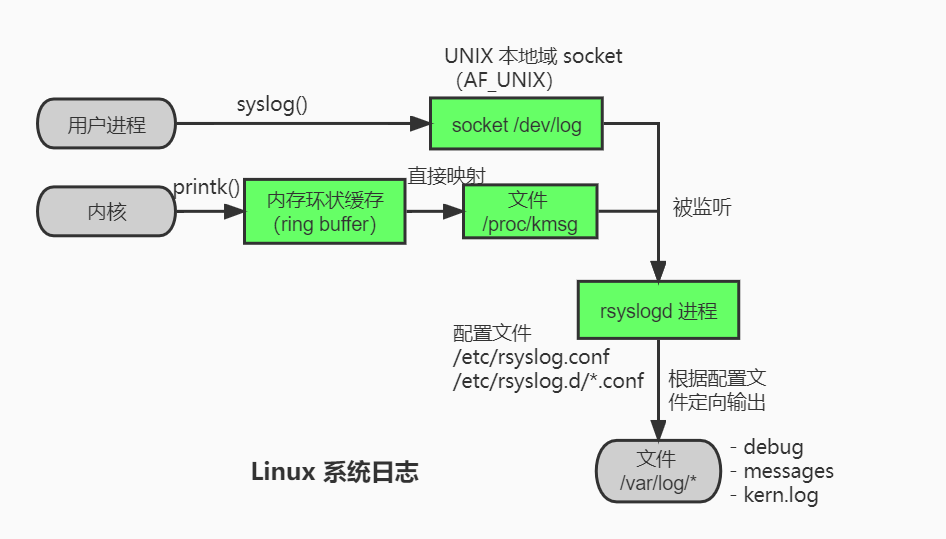 UNIX 本地域 socket
（AF_UNIX）
用户进程
syslog()
socket /dev/log
内核
printk()
内存环状缓存
（ring buffer）
直接映射
文件
/proc/kmsg
被监听
rsyslogd 进程
配置文件
/etc/rsyslog.conf
/etc/rsyslog.d/*.conf
根据配置文
件定向输出
Linux 系统日志
文件
/var/log/*
- debug
- messages
- kern.log